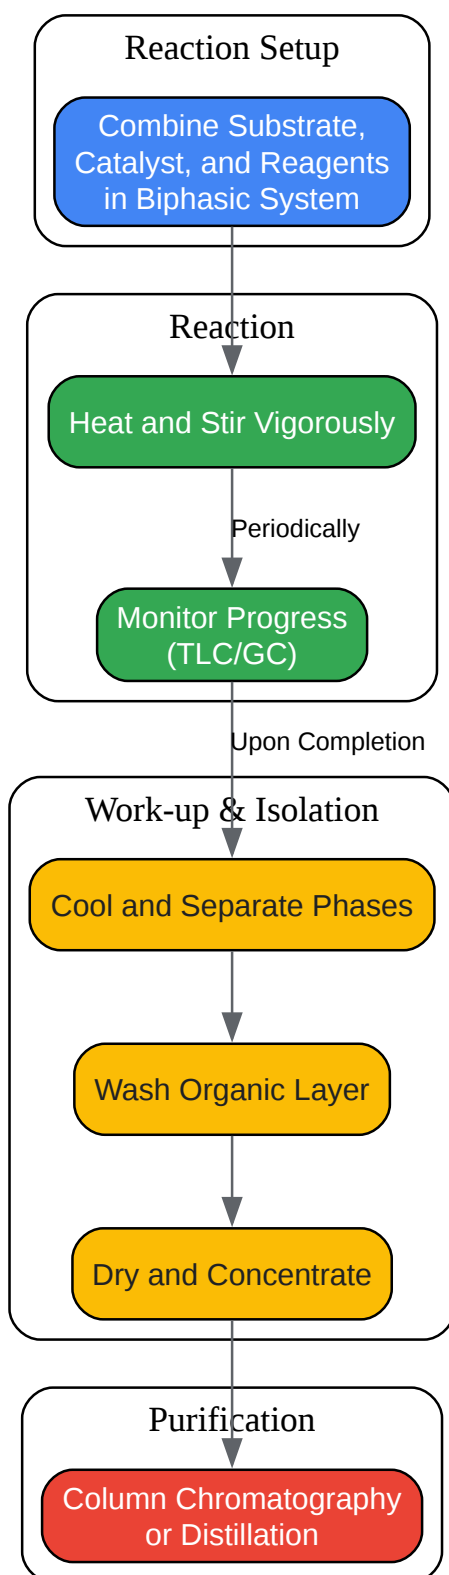 Reaction Setup
Combine Substrate,
Catalyst, and Reagents
in Biphasic System
Reaction
Heat and Stir Vigorously
Periodically
Monitor Progress
(TLC/GC)
Upon Completion
Work-up & Isolation
Cool and Separate Phases
Wash Organic Layer
Dry and Concentrate
Purification
Column Chromatography
or Distillation